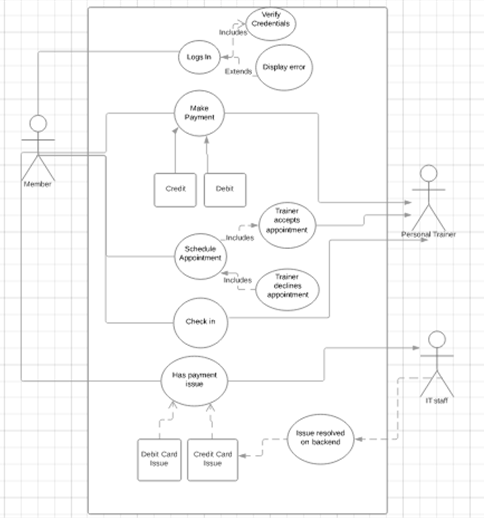 Verify
Credentials
Includes
Logs In
Display error
Extends
Make
Payment
Credit
Debit
Member
Trainer
accepts
appointment
Personal Trainer
Includes
Schedule
Appointment
Includes
Trainer
declines
appointment
Check in
Has payment
issue
IT staff
Issue resolved
on backend
Debit Card
Issue
Credit Card
Issue